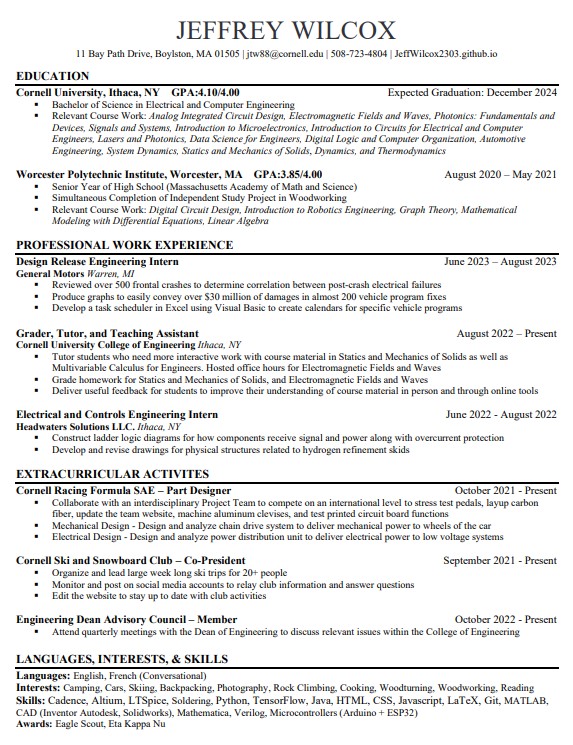 JEFFREY WILCOX
11 Bay Path Drive, Boylston, MA 01505 | jtw88@cornell.edu | 508-723-4804 | JeffWilcox2303.github.io
EDUCATION
Cornell University, Ithaca, NY GPA:4.10/4.00 Expected Graduation: December 2024
▪ Bachelor of Science in Electrical and Computer Engineering
▪ Relevant Course Work: Analog Integrated Circuit Design, Electromagnetic Fields and Waves, Photonics: Fundamentals
and Devices, Signals and Systems, Introduction to Microelectronics, Introduction to Circuits for Electrical and Computer
Engineers, Lasers and Photonics, Data Science for Engineers, Digital Logic and Computer Organization, Automotive
Engineering, System Dynamics, Statics and Mechanics of Solids, Dynamics, and Thermodynamics
Worcester Polytechnic Institute, Worcester, MA GPA:3.85/4.00 August 2020 – May 2021
▪ Senior Year of High School (Massachusetts Academy of Math and Science)
▪ Simultaneous Completion of Independent Study Project in Woodworking
▪ Relevant Course Work: Digital Circuit Design, Introduction to Robotics Engineering, Graph Theory, Mathematical
Modeling with Differential Equations, Linear Algebra
PROFESSIONAL WORK EXPERIENCE
Design Release Engineering Intern June 2023 – August 2023
General Motors Warren, MI
▪ Reviewed over 500 frontal crashes to determine correlation between post-crash electrical failures
▪ Produce graphs to easily convey over $30 million of damages in almost 200 vehicle program fixes
▪ Develop a task scheduler in Excel using Visual Basic to create calendars for specific vehicle programs
Grader, Tutor, and Teaching Assistant August 2022 – Present
Cornell University College of Engineering Ithaca, NY
▪ Tutor students who need more interactive work with course material in Statics and Mechanics of Solids as well as
Multivariable Calculus for Engineers. Hosted office hours for Electromagnetic Fields and Waves
▪ Grade homework for Statics and Mechanics of Solids, and Electromagnetic Fields and Waves
▪ Deliver useful feedback for students to improve their understanding of course material in person and through online tools
Electrical and Controls Engineering Intern June 2022 - August 2022
Headwaters Solutions LLC. Ithaca, NY
▪ Construct ladder logic diagrams for how components receive signal and power along with overcurrent protection
▪ Develop and revise drawings for physical structures related to hydrogen refinement skids
EXTRACURRICULAR ACTIVITES
Cornell Racing Formula SAE – Part Designer October 2021 - Present
▪ Collaborate with an interdisciplinary Project Team to compete on an international level to stress test pedals, layup carbon
fiber, update the team website, machine aluminum clevises, and test printed circuit board functions
▪ Mechanical Design - Design and analyze chain drive system to deliver mechanical power to wheels of the car
▪ Electrical Design - Design and analyze power distribution unit to deliver electrical power to low voltage systems
Cornell Ski and Snowboard Club – Co-President September 2021 - Present
▪ Organize and lead large week long ski trips for 20+ people
▪ Monitor and post on social media accounts to relay club information and answer questions
▪ Edit the website to stay up to date with club activities
Engineering Dean Advisory Council – Member October 2022 - Present
▪ Attend quarterly meetings with the Dean of Engineering to discuss relevant issues within the College of Engineering
LANGUAGES, INTERESTS, & SKILLS
Languages: English, French (Conversational)
Interests: Camping, Cars, Skiing, Backpacking, Photography, Rock Climbing, Cooking, Woodturning, Woodworking, Reading
Skills: Cadence, Altium, LTSpice, Soldering, Python, TensorFlow, Java, HTML, CSS, Javascript, LaTeX, Git, MATLAB,
CAD (Inventor Autodesk, Solidworks), Mathematica, Verilog, Microcontrollers (Arduino + ESP32)
Awards: Eagle Scout, Eta Kappa Nu